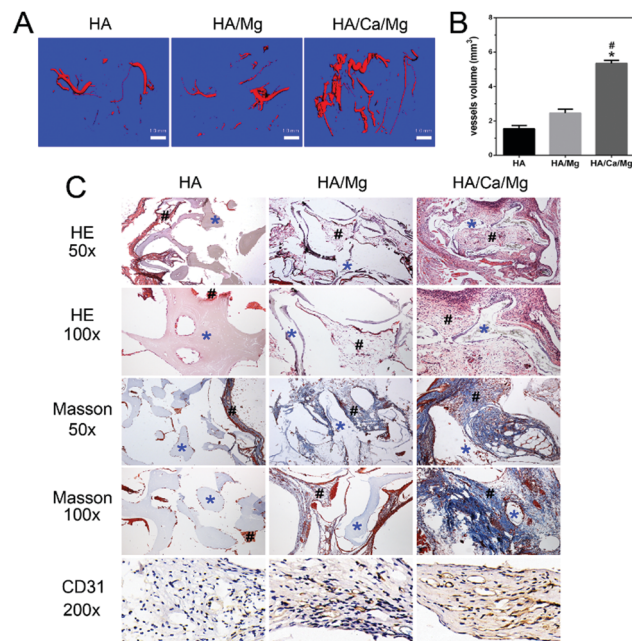 A
HA
HA/Mg
HA/Ca/Mg
B
vessels volume (mm³)
8
6
4
2
0
#
*
HA
HA/Mg
HA/Ca/Mg
C
HA
HA/Mg
HA/Ca/Mg
HE
50x
#
*
#
*
*
#
HE
100x
#
*
*
#
#
*
Masson
50x
#
*
#
*
#
*
Masson
100x
*
#
#
*
#
*
CD31
200x